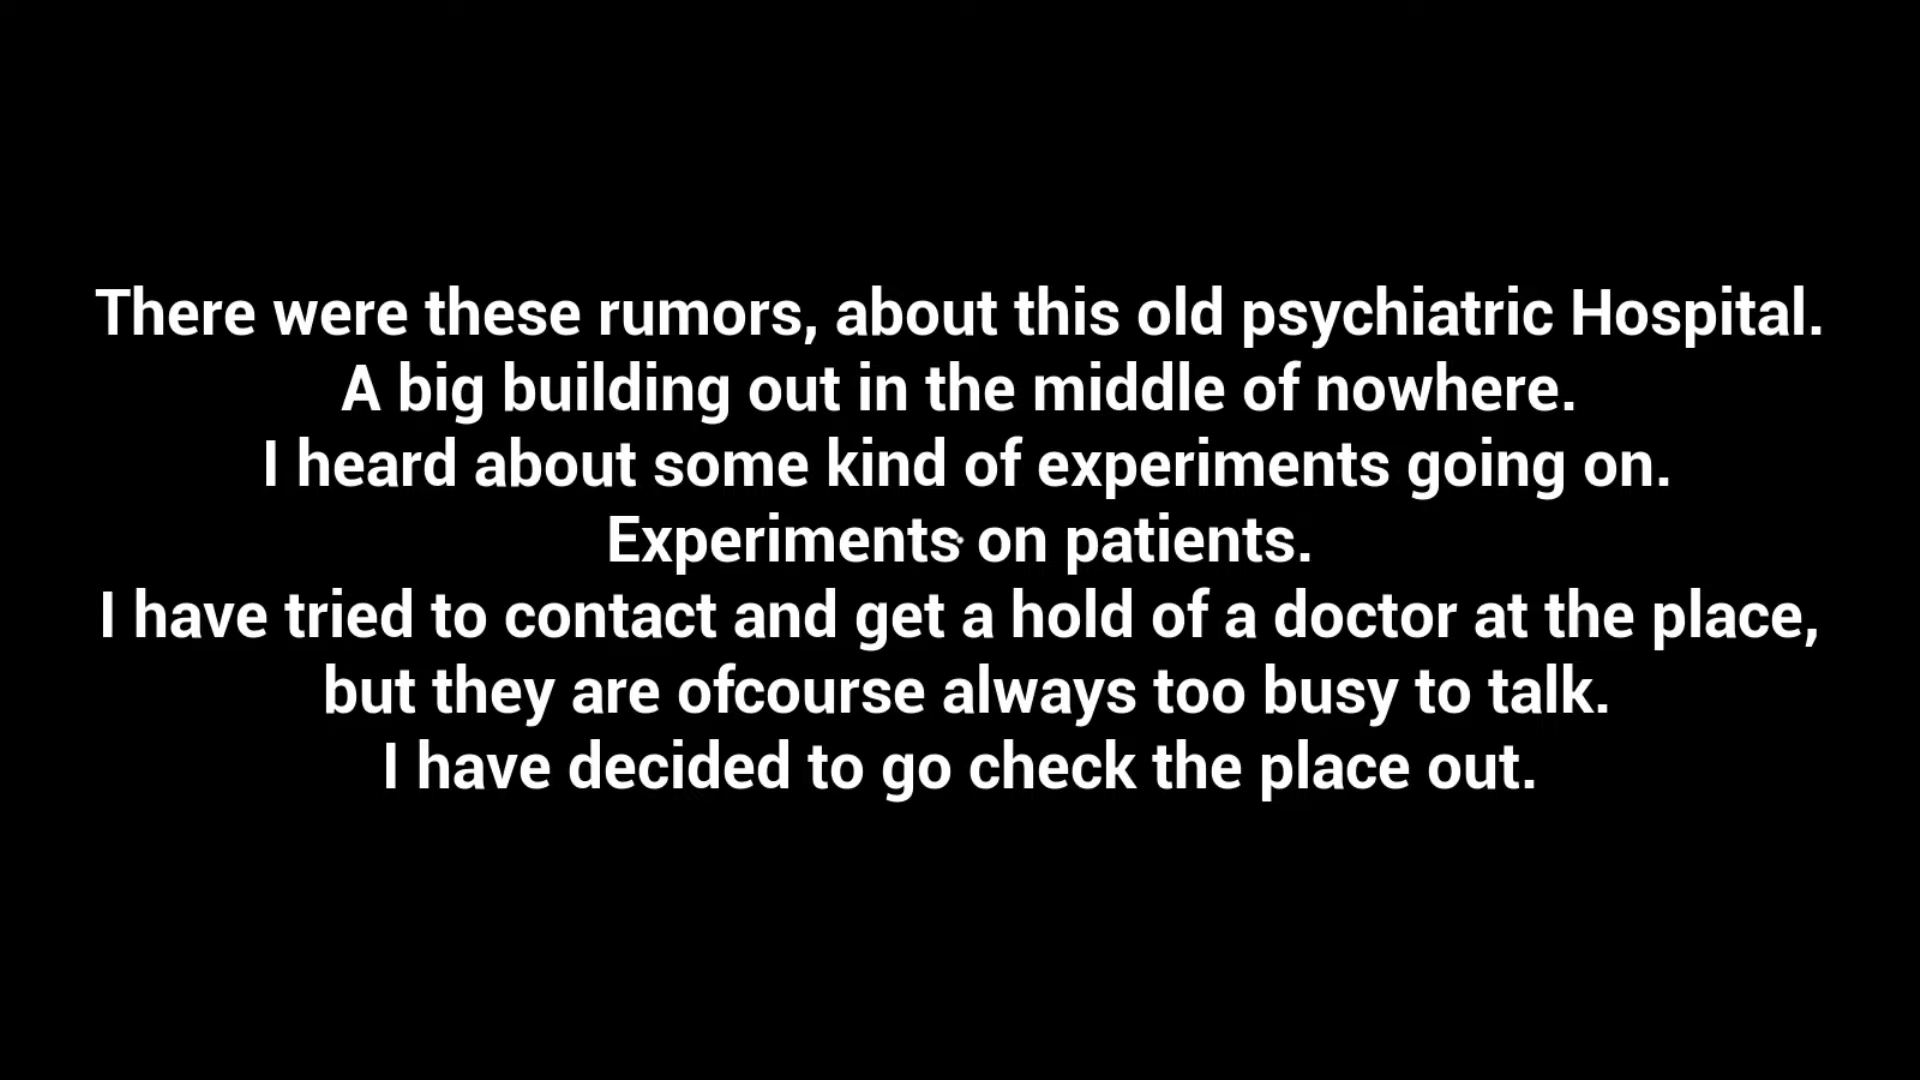 There were these rumors, about this old psychiatric Hospital.
A big building out in the middle of nowhere.
I heard about some kind of experiments going on.
Experiments on patients.
I have tried to contact and get a hold of a doctor at the place,
but they are ofcourse always too busy to talk.
I have decided to go check the place out.